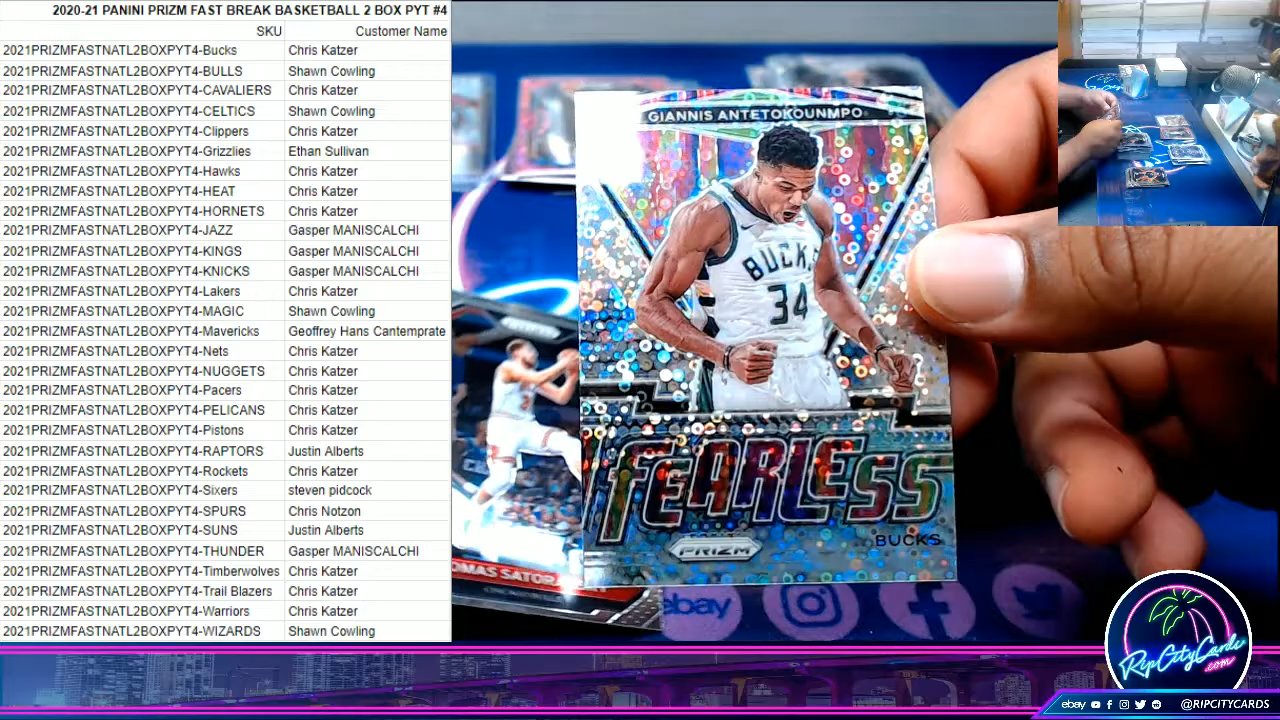 2020-21 PANINI PRIZM FAST BREAK BASKETBALL 2 BOX PYT #4
SKU Customer Name
2021PRIZMFASTNATL2BOXPYT4-Bucks Chris Katzer
2021PRIZMFASTNATL2BOXPYT4-BULLS Shawn Cowling
2021PRIZMFASTNATL2BOXPYT4-CAVALIERS Chris Katzer
2021PRIZMFASTNATL2BOXPYT4-CELTICS Shawn Cowling
2021PRIZMFASTNATL2BOXPYT4-Clippers Chris Katzer
2021PRIZMFASTNATL2BOXPYT4-Grizzlies Ethan Sullivan
2021PRIZMFASTNATL2BOXPYT4-Hawks Chris Katzer
2021PRIZMFASTNATL2BOXPYT4-HEAT Chris Katzer
2021PRIZMFASTNATL2BOXPYT4-HORNETS Chris Katzer
2021PRIZMFASTNATL2BOXPYT4-JAZZ Gasper MANISCALCHI
2021PRIZMFASTNATL2BOXPYT4-KINGS Gasper MANISCALCHI
2021PRIZMFASTNATL2BOXPYT4-KNICKS Gasper MANISCALCHI
2021PRIZMFASTNATL2BOXPYT4-Lakers Chris Katzer
2021PRIZMFASTNATL2BOXPYT4-MAGIC Shawn Cowling
2021PRIZMFASTNATL2BOXPYT4-Mavericks Geoffrey Hans Cantemprate
2021PRIZMFASTNATL2BOXPYT4-Nets Chris Katzer
2021PRIZMFASTNATL2BOXPYT4-NUGGETS Chris Katzer
2021PRIZMFASTNATL2BOXPYT4-Pacers Chris Katzer
2021PRIZMFASTNATL2BOXPYT4-PELICANS Chris Katzer
2021PRIZMFASTNATL2BOXPYT4-Pistons Chris Katzer
2021PRIZMFASTNATL2BOXPYT4-RAPTORS Justin Alberts
2021PRIZMFASTNATL2BOXPYT4-Rockets Chris Katzer
2021PRIZMFASTNATL2BOXPYT4-Sixers steven pidcock
2021PRIZMFASTNATL2BOXPYT4-SPURS Chris Notzon
2021PRIZMFASTNATL2BOXPYT4-SUNS Justin Alberts
2021PRIZMFASTNATL2BOXPYT4-THUNDER Gasper MANISCALCHI
2021PRIZMFASTNATL2BOXPYT4-Timberwolves Chris Katzer
2021PRIZMFASTNATL2BOXPYT4-Trail Blazers Chris Katzer
2021PRIZMFASTNATL2BOXPYT4-Warriors Chris Katzer
2021PRIZMFASTNATL2BOXPYT4-WIZARDS Shawn Cowling
GIANNIS ANTETOKOUNMPO
BUCKS
34
FEARLESS
BUCKS
PRIZM
OMAS SATOR
ebay
RipCityCards
.com
ebay @RIPCITYCARDS